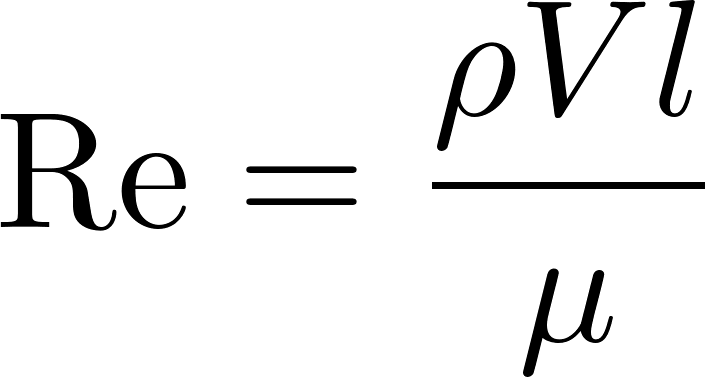 Re = ρVl / μ